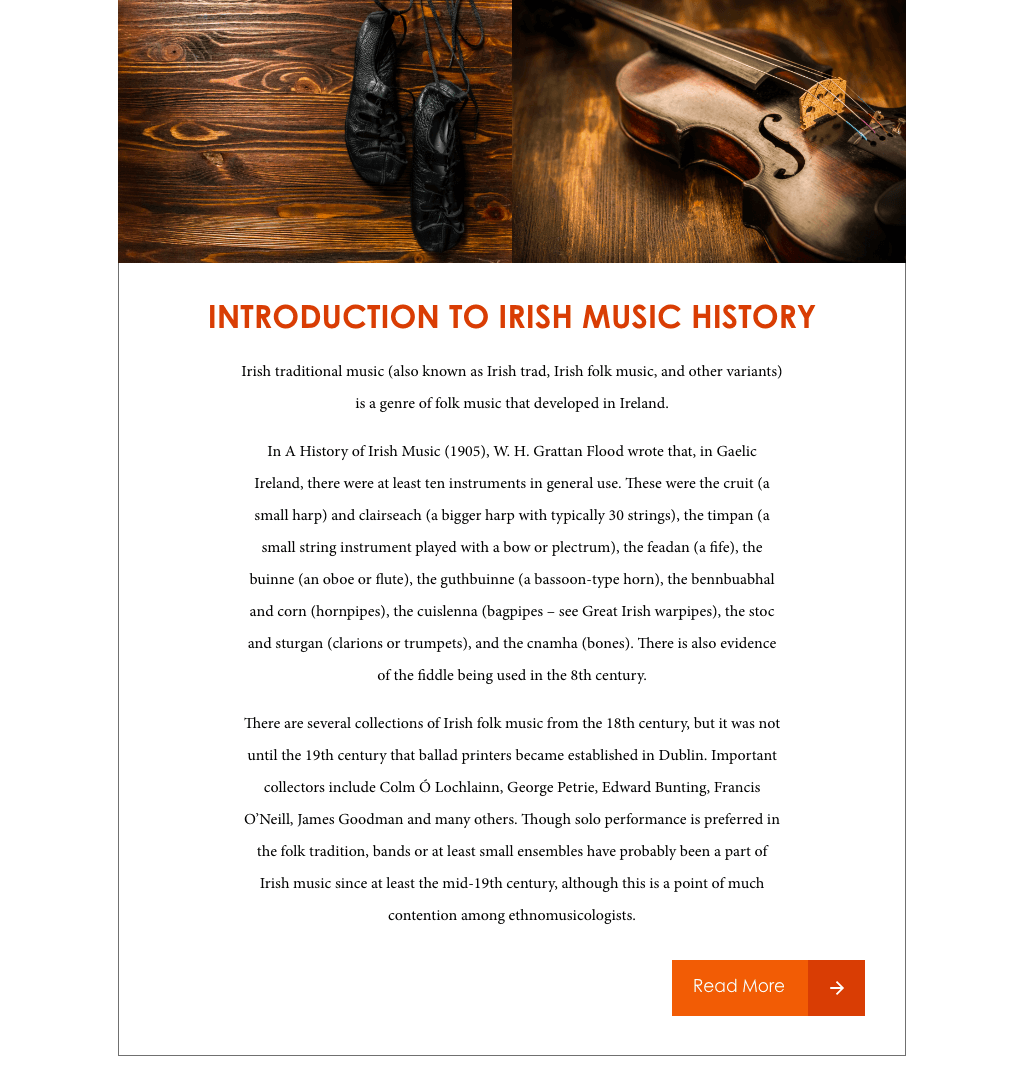 INTRODUCTION TO IRISH MUSIC HISTORY
Irish traditional music (also known as Irish trad, Irish folk music, and other variants)
is a genre of folk music that developed in Ireland.
In A History of Irish Music (1905), W. H. Grattan Flood wrote that, in Gaelic
Ireland, there were at least ten instruments in general use. These were the cruit (a
small harp) and clairseach (a bigger harp with typically 30 strings), the timpan (a
small string instrument played with a bow or plectrum), the feadan (a fife), the
buinne (an oboe or flute), the guthbuinne (a bassoon-type horn), the bennbuabhal
and corn (hornpipes), the cuislenna (bagpipes – see Great Irish warpipes), the stoc
and sturgan (clarions or trumpets), and the cnamha (bones). There is also evidence
of the fiddle being used in the 8th century.
There are several collections of Irish folk music from the 18th century, but it was not
until the 19th century that ballad printers became established in Dublin. Important
collectors include Colm Ó Lochlainn, George Petrie, Edward Bunting, Francis
O’Neill, James Goodman and many others. Though solo performance is preferred in
the folk tradition, bands or at least small ensembles have probably been a part of
Irish music since at least the mid-19th century, although this is a point of much
contention among ethnomusicologists.
Read More